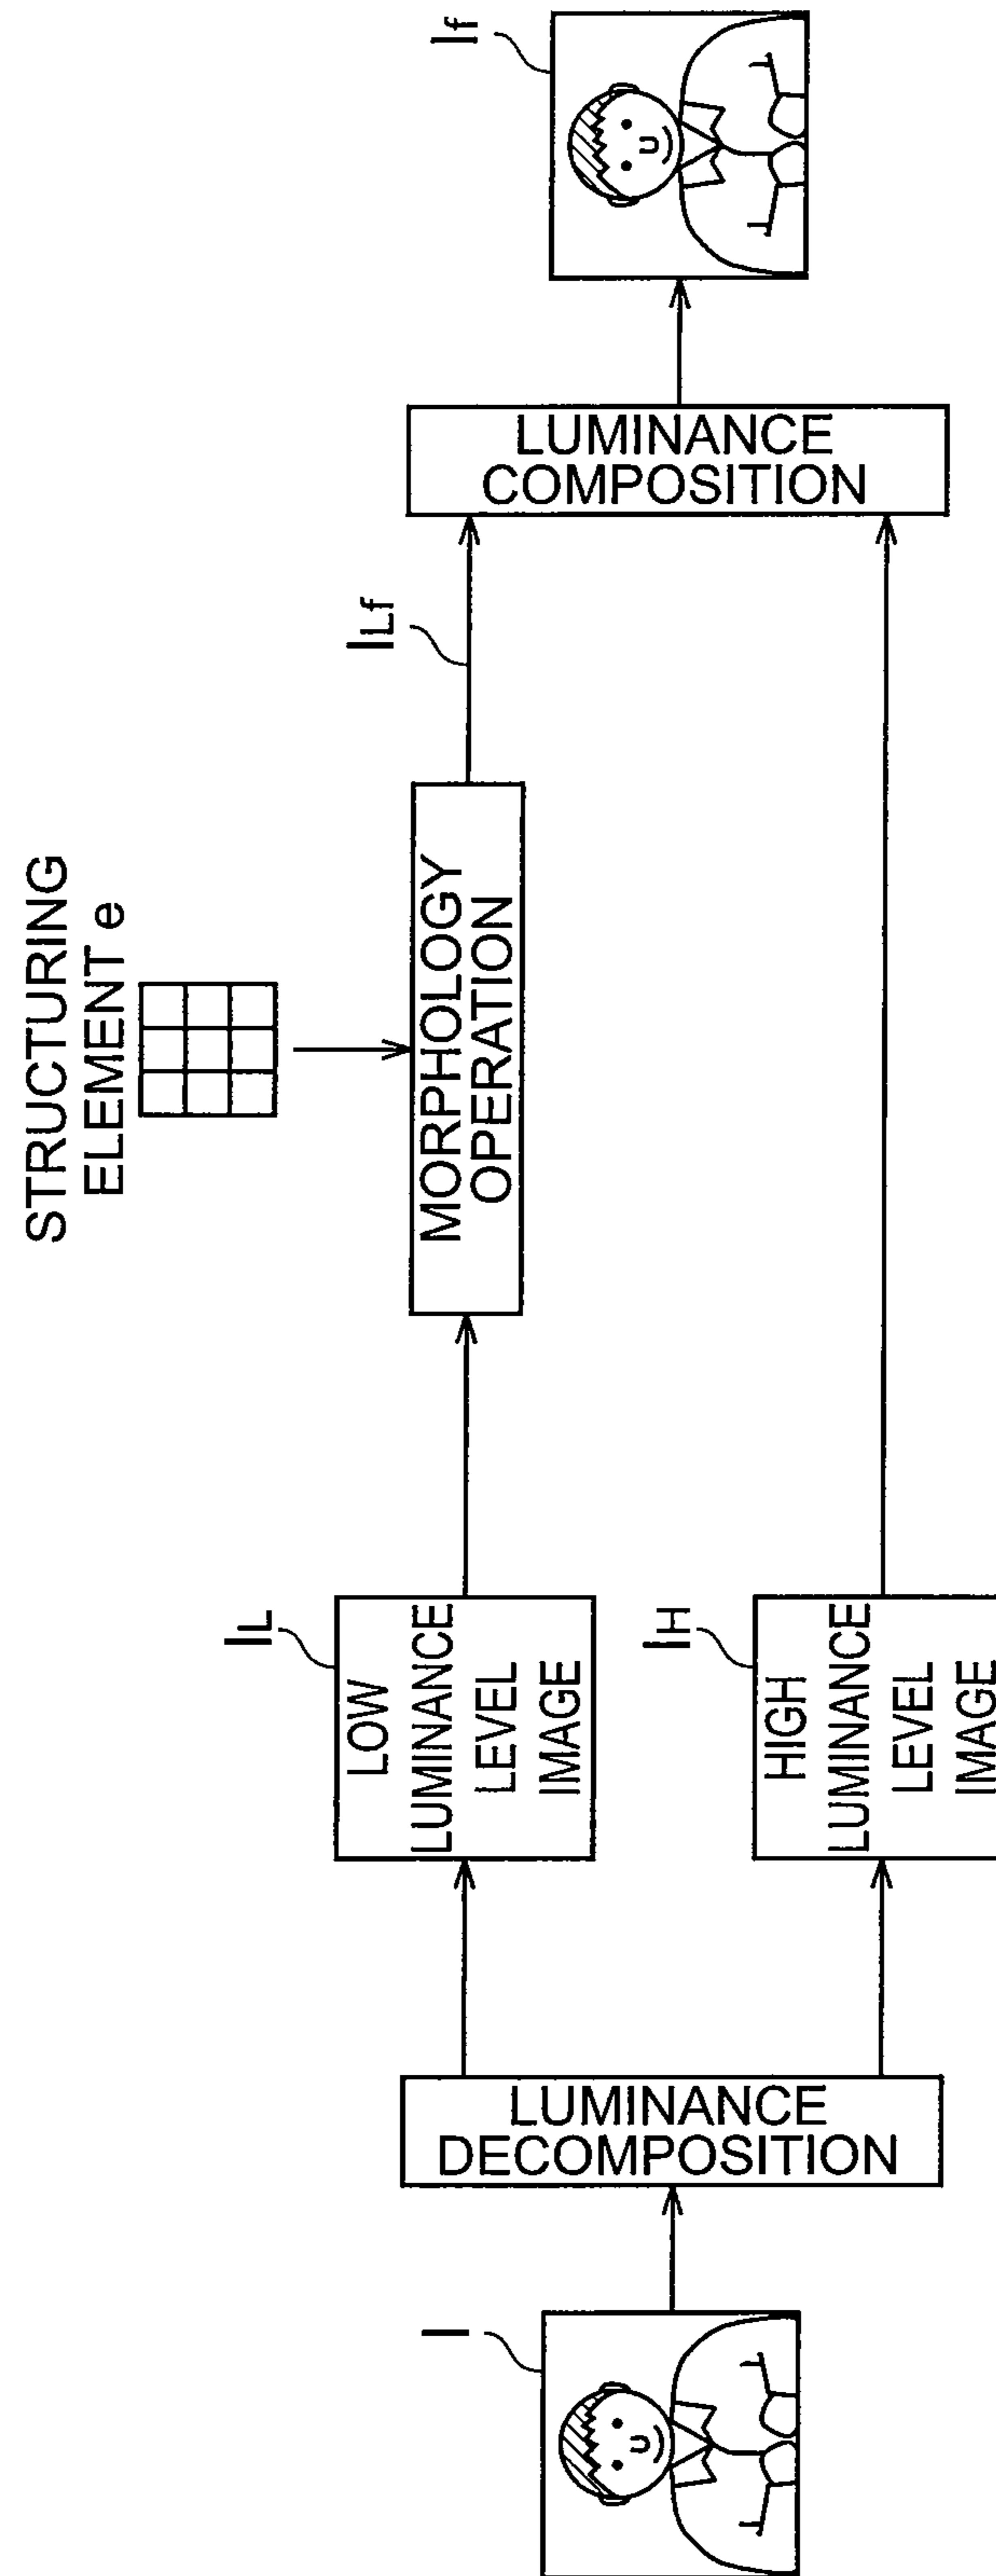 STRUCTURING
ELEMENT e
I
LUMINANCE
DECOMPOSITION
IL
LOW
LUMINANCE
LEVEL
IMAGE
IH
HIGH
LUMINANCE
LEVEL
IMAGE
MORPHOLOGY
OPERATION
ILf
LUMINANCE
COMPOSITION
If